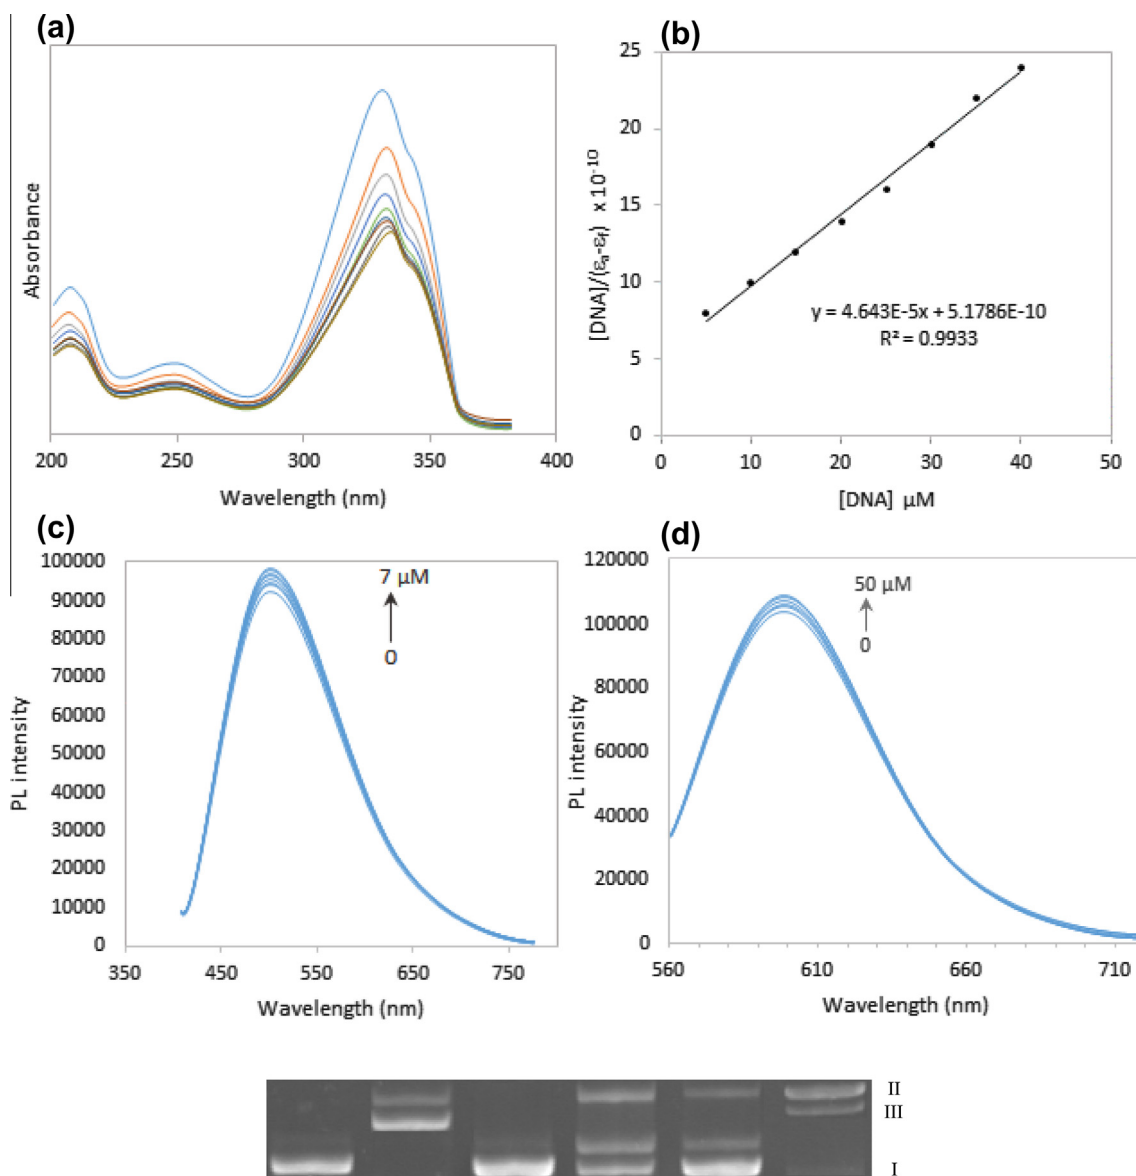 (a)
Absorbance
200 250 300 350 400
Wavelength (nm)
(b)
25
20
15
10
5
0
[DNA]/(εₐ-εf) x 10⁻¹⁰
y = 4.643E-5x + 5.1786E-10
R² = 0.9933
0 10 20 30 40 50
[DNA] µM
(c)
100000
90000
80000
70000
60000
50000
40000
30000
20000
10000
0
PL intensity
7 µM
0
350 450 550 650 750
Wavelength (nm)
(d)
120000
100000
80000
60000
40000
20000
0
PL intensity
50 µM
0
560 610 660 710
Wavelength (nm)
II
III
I